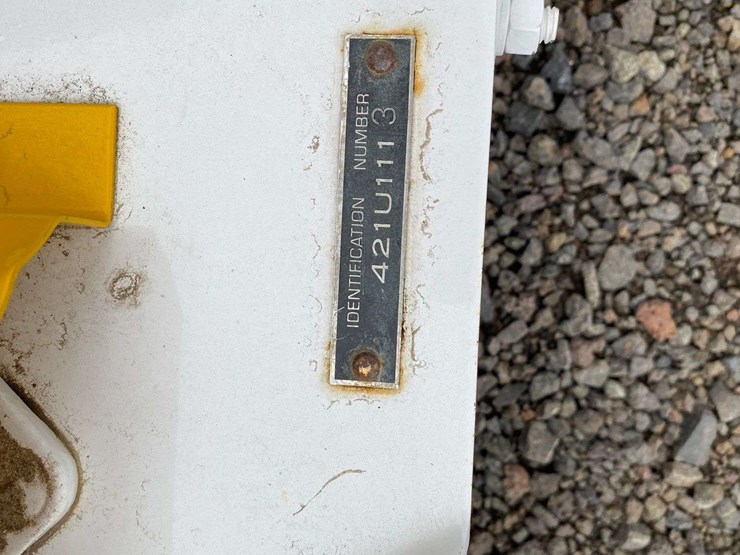 IDENTIFICATION NUMBER
421U1113